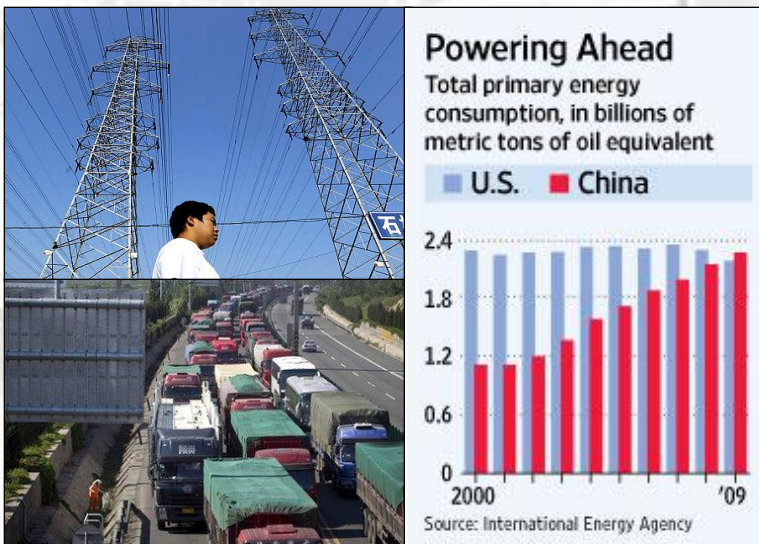 石
Powering Ahead
Total primary energy
consumption, in billions of
metric tons of oil equivalent
U.S. China
2.4
1.8
1.2
0.6
0
2000 '09
Source: International Energy Agency